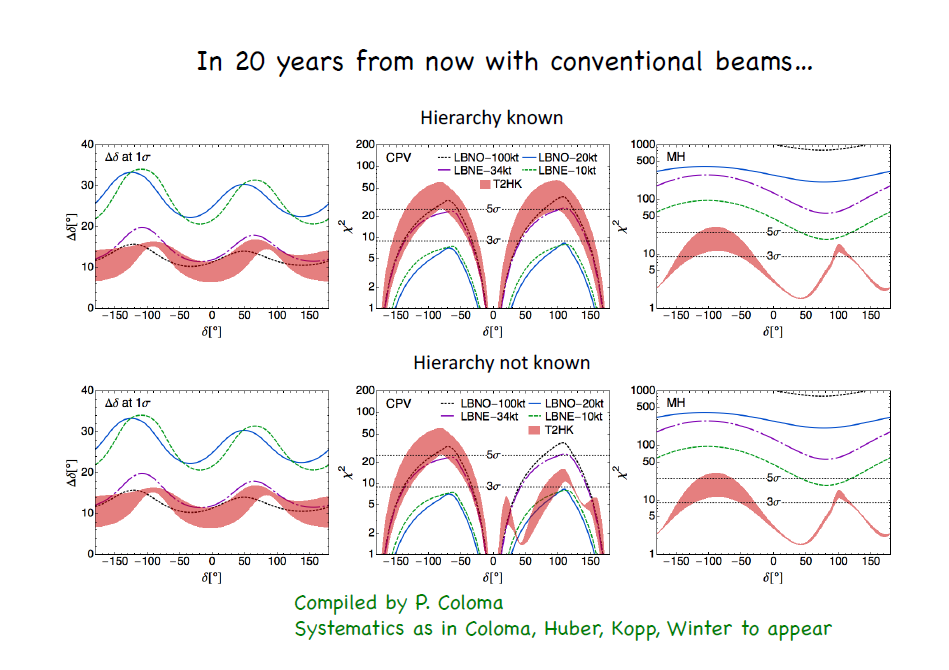 In 20 years from now with conventional beams...
Hierarchy known
40
30
20
10
0
Δδ[°]
Δδ at 1σ
−150 −100 −50 0 50 100 150
δ[°]
200
100
50
20
10
5
2
1
χ²
CPV
LBNO−100kt LBNO−20kt
LBNE−34kt LBNE−10kt
T2HK
5σ
3σ
−150 −100 −50 0 50 100 150
δ[°]
1000
500
100
50
10
5
1
χ²
MH
5σ
3σ
−150 −100 −50 0 50 100 150
δ[°]
Hierarchy not known
40
30
20
10
0
Δδ[°]
Δδ at 1σ
−150 −100 −50 0 50 100 150
δ[°]
200
100
50
20
10
5
2
1
χ²
CPV
LBNO−100kt LBNO−20kt
LBNE−34kt LBNE−10kt
T2HK
5σ
3σ
−150 −100 −50 0 50 100 150
δ[°]
1000
500
100
50
10
5
1
χ²
MH
5σ
3σ
−150 −100 −50 0 50 100 150
δ[°]
Compiled by P. Coloma
Systematics as in Coloma, Huber, Kopp, Winter to appear